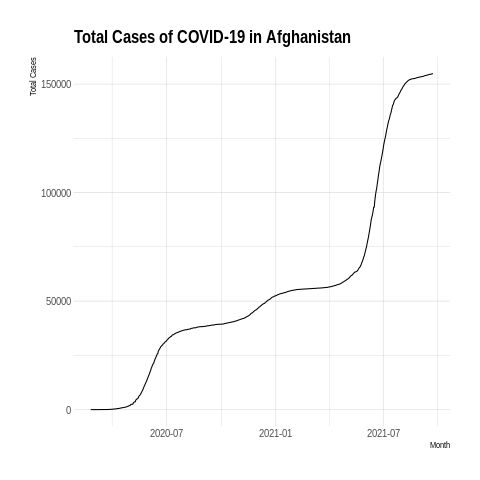 Total Cases of COVID-19 in Afghanistan
Total Cases
150000
100000
50000
0
2020-07 2021-01 2021-07
Month